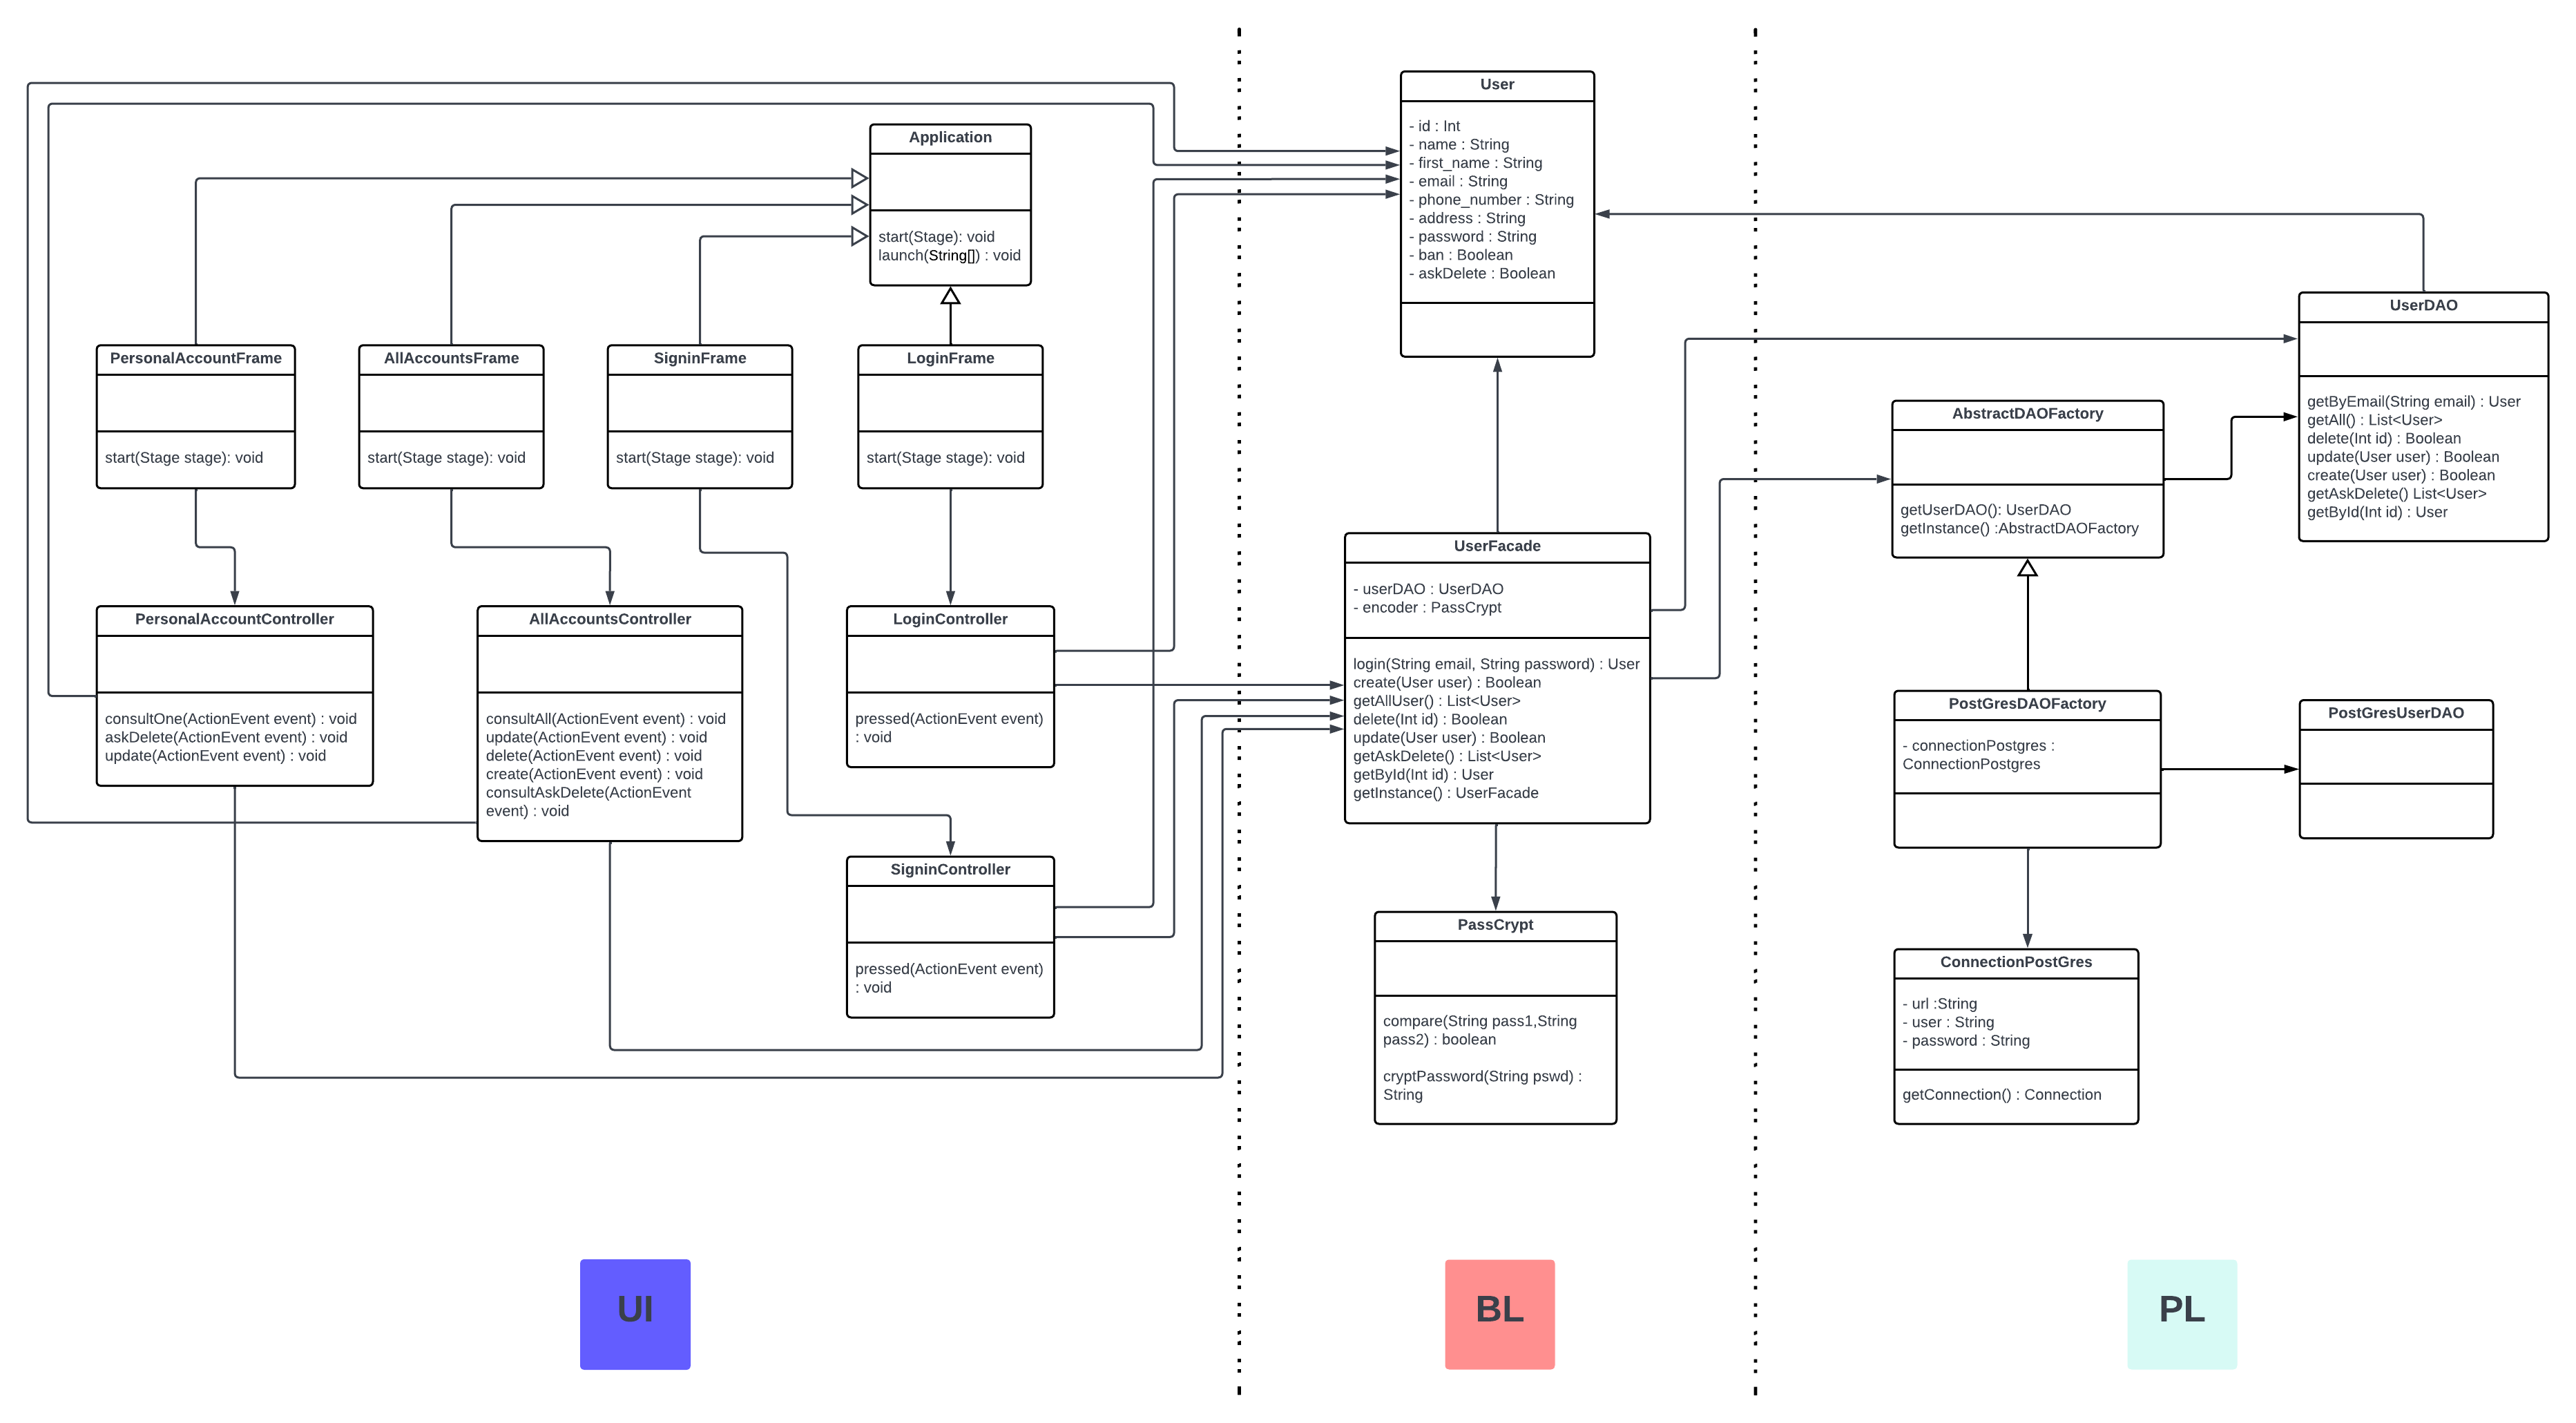 User
- id : Int
- name : String
- first_name : String
- email : String
- phone_number : String
- address : String
- password : String
- ban : Boolean
- askDelete : Boolean
Application
start(Stage): void
launch(String[]) : void
PersonalAccountFrame
start(Stage stage): void
AllAccountsFrame
start(Stage stage): void
SigninFrame
start(Stage stage): void
LoginFrame
start(Stage stage): void
UserDAO
getByEmail(String email) : User
getAll() : List<User>
delete(Int id) : Boolean
update(User user) : Boolean
create(User user) : Boolean
getAskDelete() List<User>
getById(Int id) : User
AbstractDAOFactory
getUserDAO(): UserDAO
getInstance() :AbstractDAOFactory
UserFacade
- userDAO : UserDAO
- encoder : PassCrypt
login(String email, String password) : User
create(User user) : Boolean
getAllUser() : List<User>
delete(Int id) : Boolean
update(User user) : Boolean
getAskDelete() : List<User>
getById(Int id) : User
getInstance() : UserFacade
PersonalAccountController
consultOne(ActionEvent event) : void
askDelete(ActionEvent event) : void
update(ActionEvent event) : void
AllAccountsController
consultAll(ActionEvent event) : void
update(ActionEvent event) : void
delete(ActionEvent event) : void
create(ActionEvent event) : void
consultAskDelete(ActionEvent
event) : void
LoginController
pressed(ActionEvent event)
: void
PostGresDAOFactory
- connectionPostgres :
ConnectionPostgres
PostGresUserDAO
SigninController
pressed(ActionEvent event)
: void
PassCrypt
compare(String pass1,String
pass2) : boolean
cryptPassword(String pswd) :
String
ConnectionPostGres
- url :String
- user : String
- password : String
getConnection() : Connection
UI
BL
PL